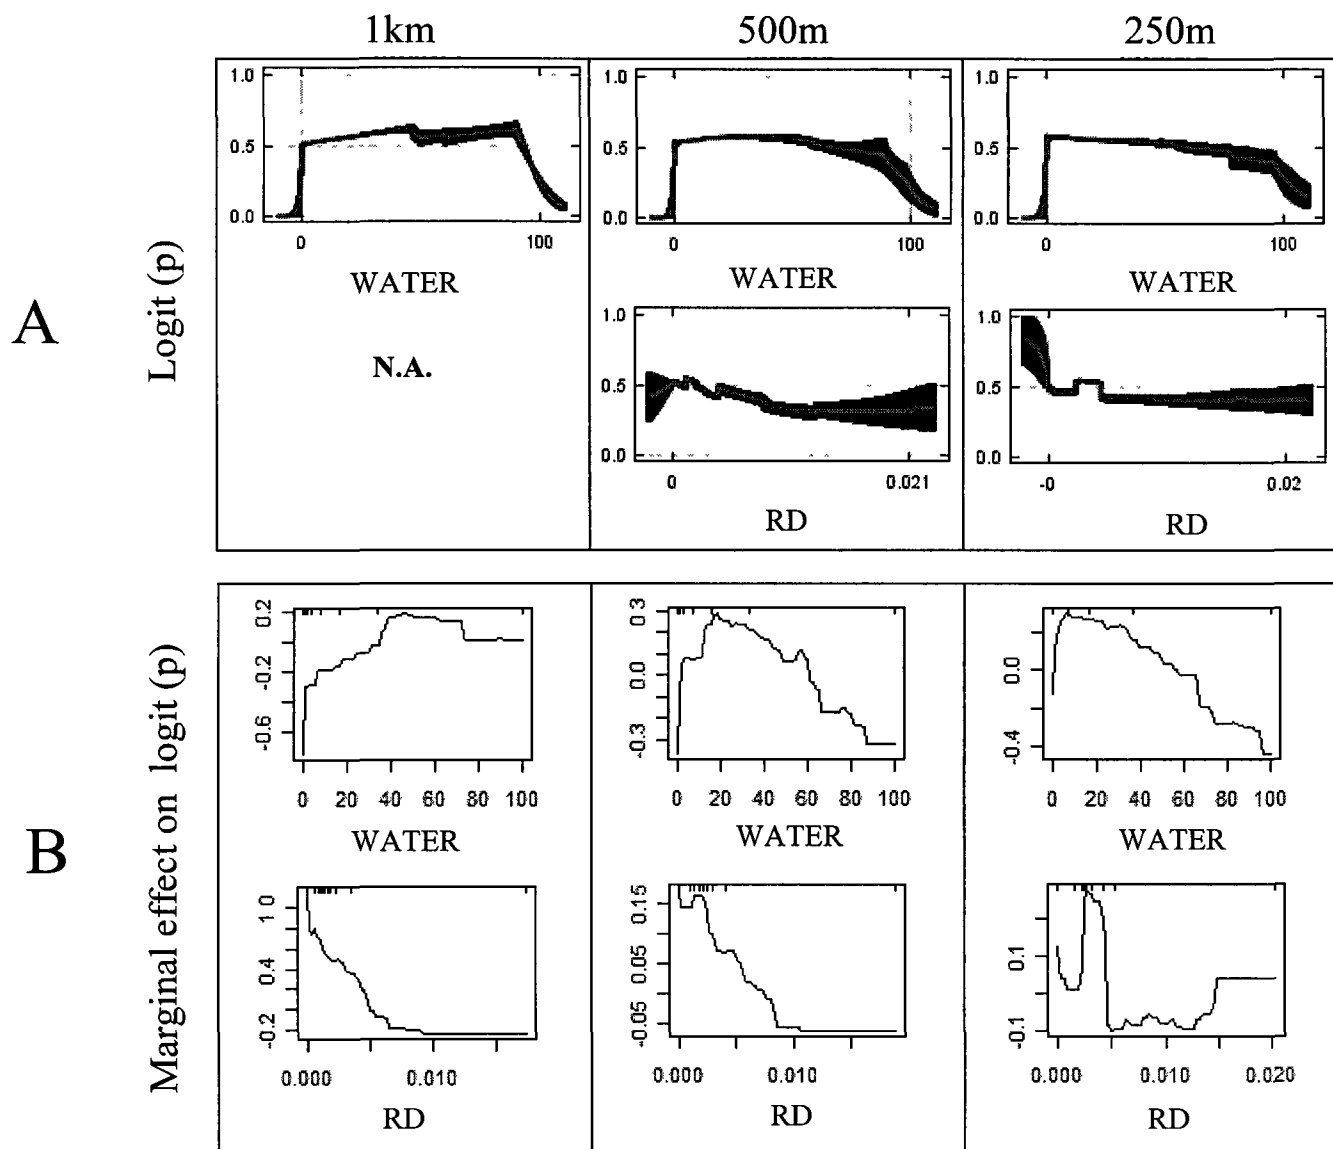 1km 500m 250m
A
Logit (p)
1.0 0.5 0.0 0 100
WATER
1.0 0.5 0.0 0 100
WATER
1.0 0.5 0.0 0 100
WATER
N.A.
1.0 0.5 0.0 0 0.021
RD
1.0 0.5 0.0 -0 0.02
RD
B
Marginal effect on logit (p)
0.2 -0.2 -0.6
0 20 40 60 80 100
WATER
0.3 0.0 -0.3
0 20 40 60 80 100
WATER
0.0 -0.4
0 20 40 60 80 100
WATER
1.0 0.4 -0.2
0.000 0.010
RD
0.15 0.05 -0.05
0.000 0.010
RD
0.1 -0.1
0.000 0.010 0.020
RD